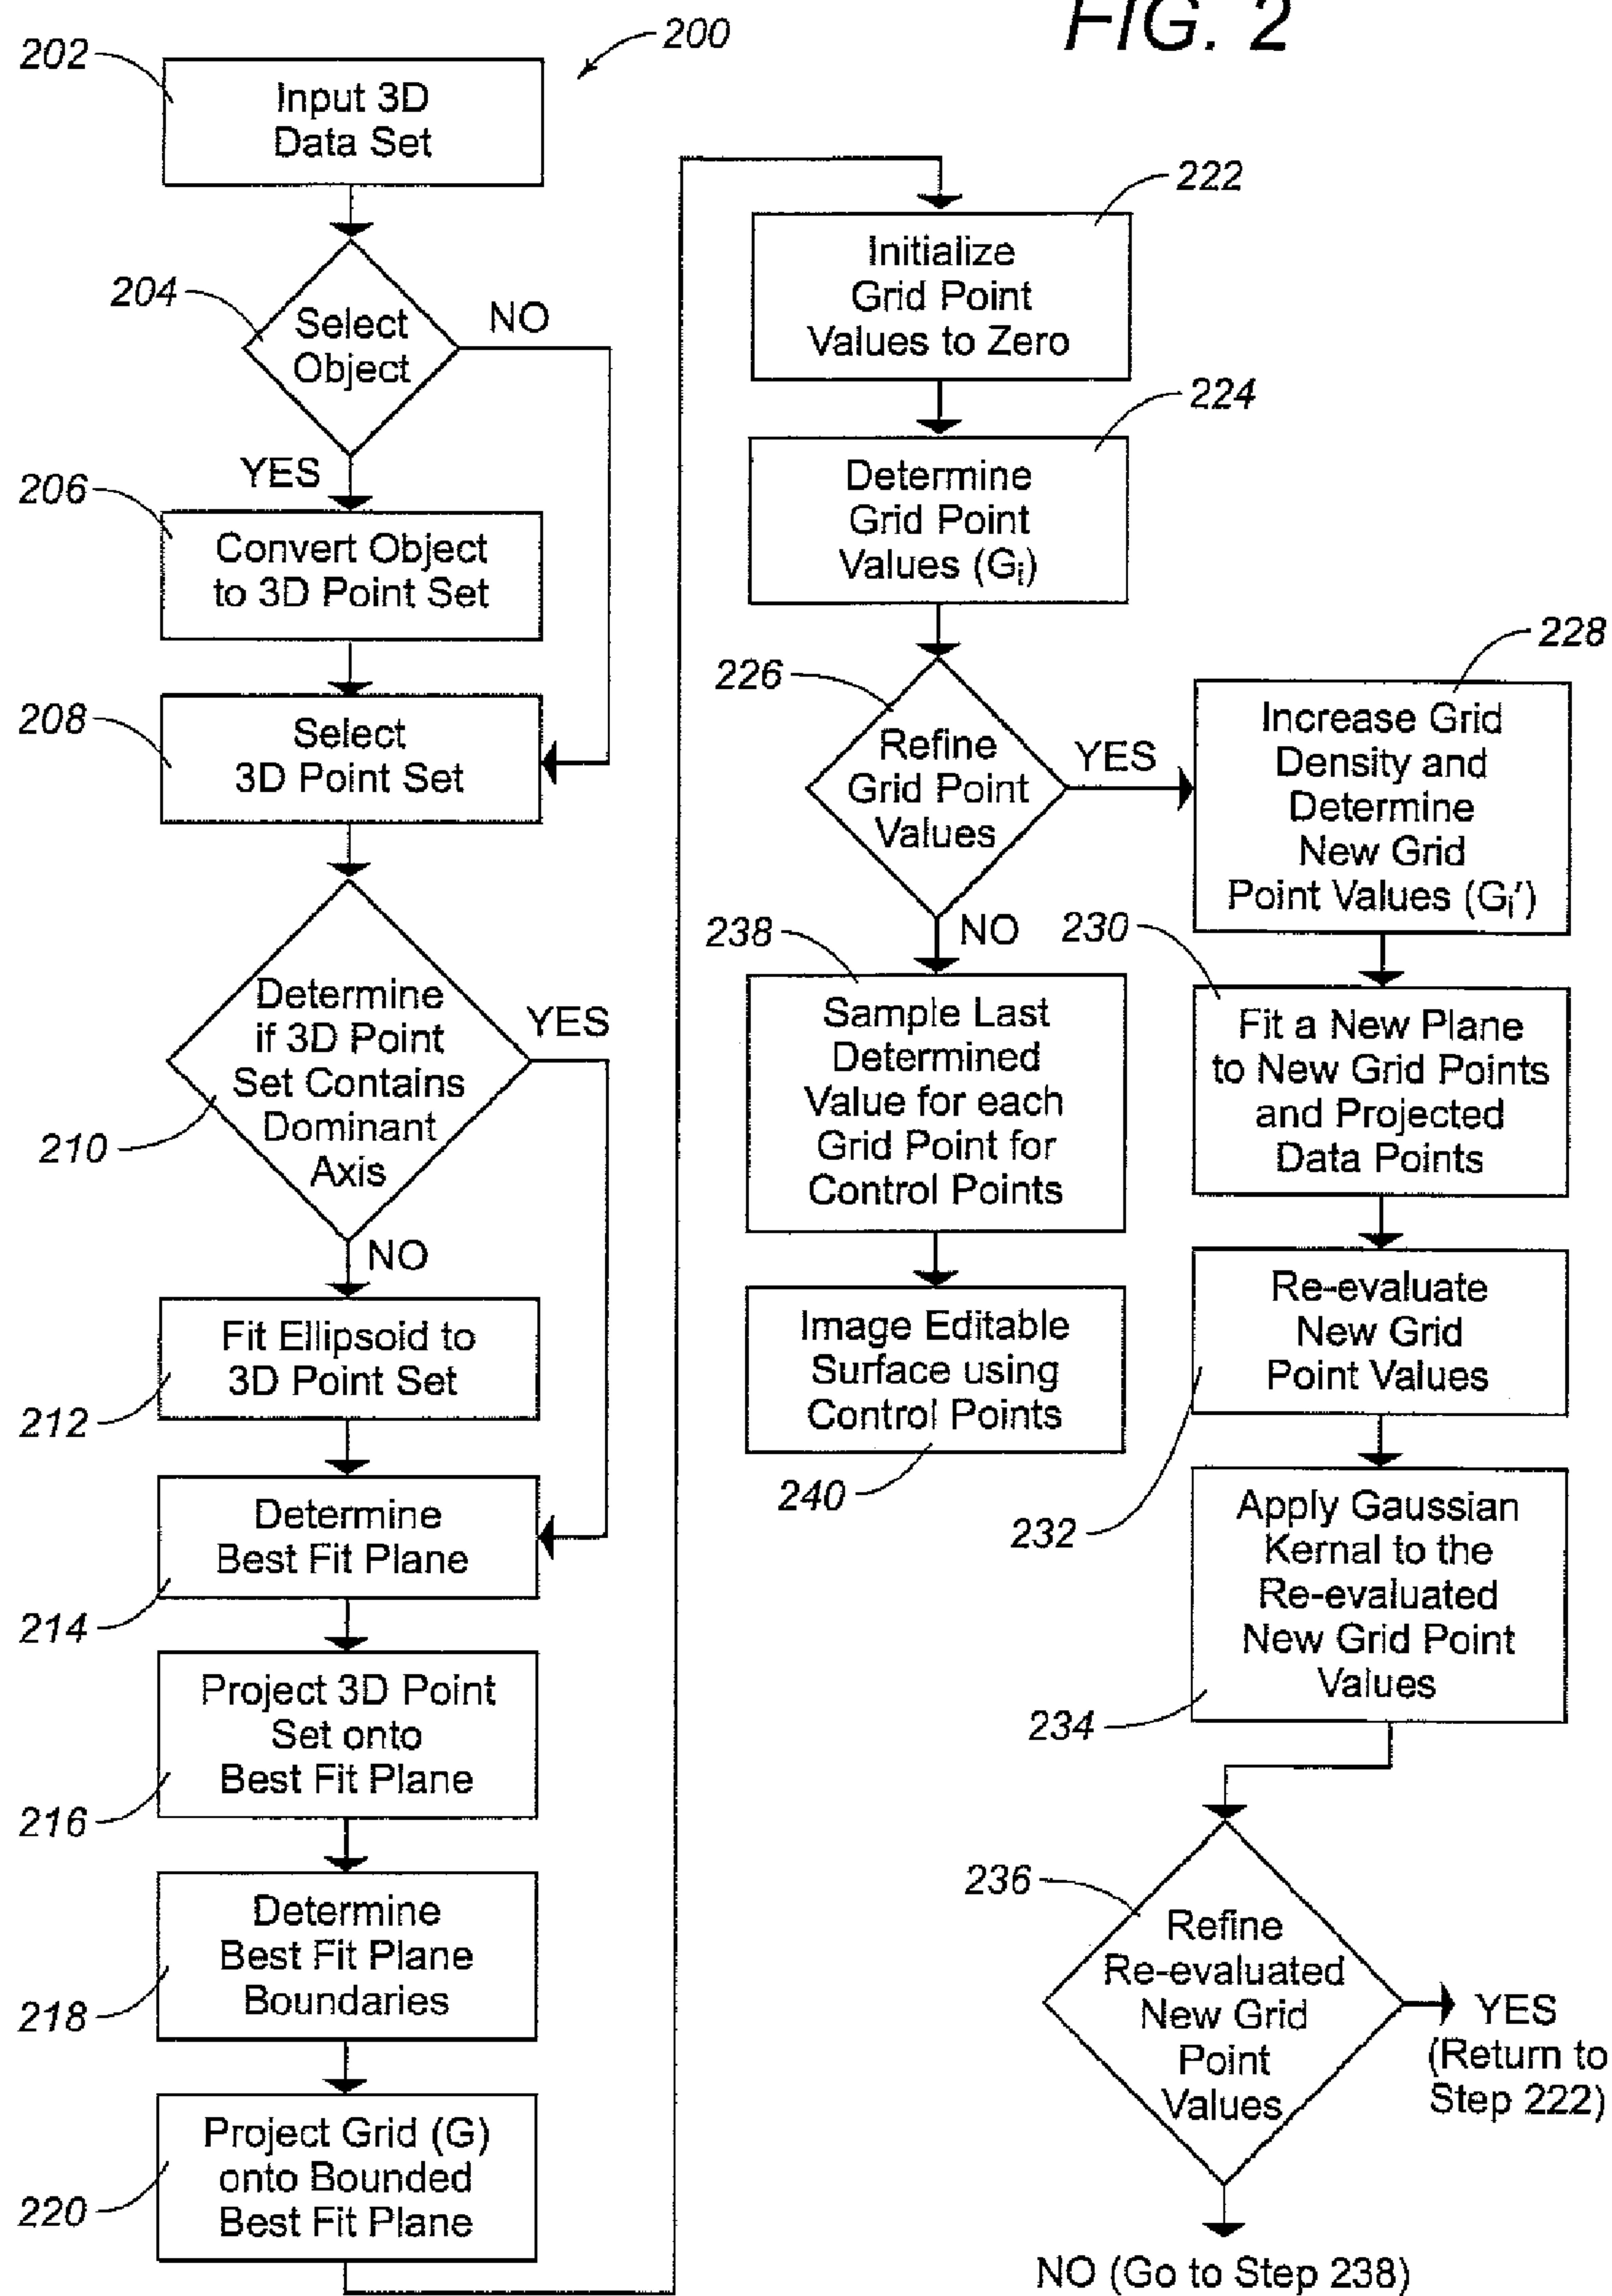 FIG. 2
200
202
Input 3D
Data Set
204
Select
Object
NO
YES
206
Convert Object
to 3D Point Set
208
Select
3D Point Set
210
Determine
if 3D Point
Set Contains
Dominant
Axis
YES
NO
212
Fit Ellipsoid to
3D Point Set
214
Determine
Best Fit Plane
216
Project 3D Point
Set onto
Best Fit Plane
218
Determine
Best Fit Plane
Boundaries
220
Project Grid (G)
onto Bounded
Best Fit Plane
222
Initialize
Grid Point
Values to Zero
224
Determine
Grid Point
Values (Gi)
226
Refine
Grid Point
Values
YES
NO
228
Increase Grid
Density and
Determine
New Grid
Point Values (Gi')
230
Fit a New Plane
to New Grid Points
and Projected
Data Points
232
Re-evaluate
New Grid
Point Values
234
Apply Gaussian
Kernal to the
Re-evaluated
New Grid Point
Values
236
Refine
Re-evaluated
New Grid
Point
Values
YES
(Return to
Step 222)
NO (Go to Step 238)
238
Sample Last
Determined
Value for each
Grid Point for
Control Points
240
Image Editable
Surface using
Control Points